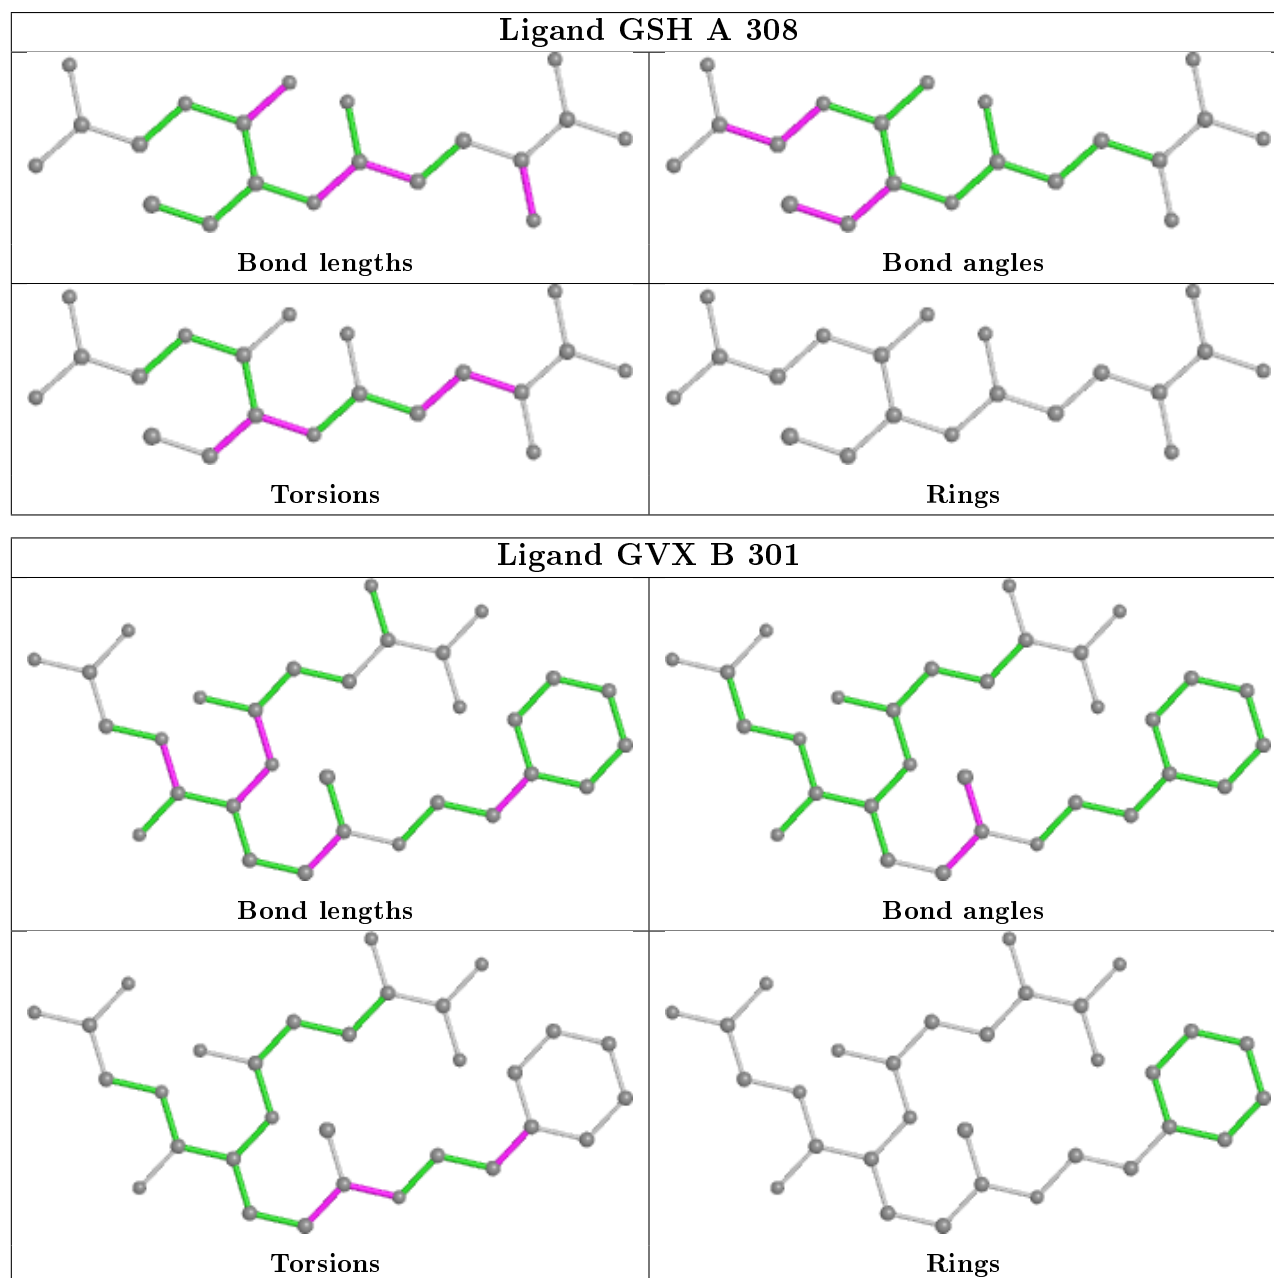 Ligand GSH A 308
Bond lengths
Bond angles
Torsions
Rings
Ligand GVX B 301
Bond lengths
Bond angles
Torsions
Rings